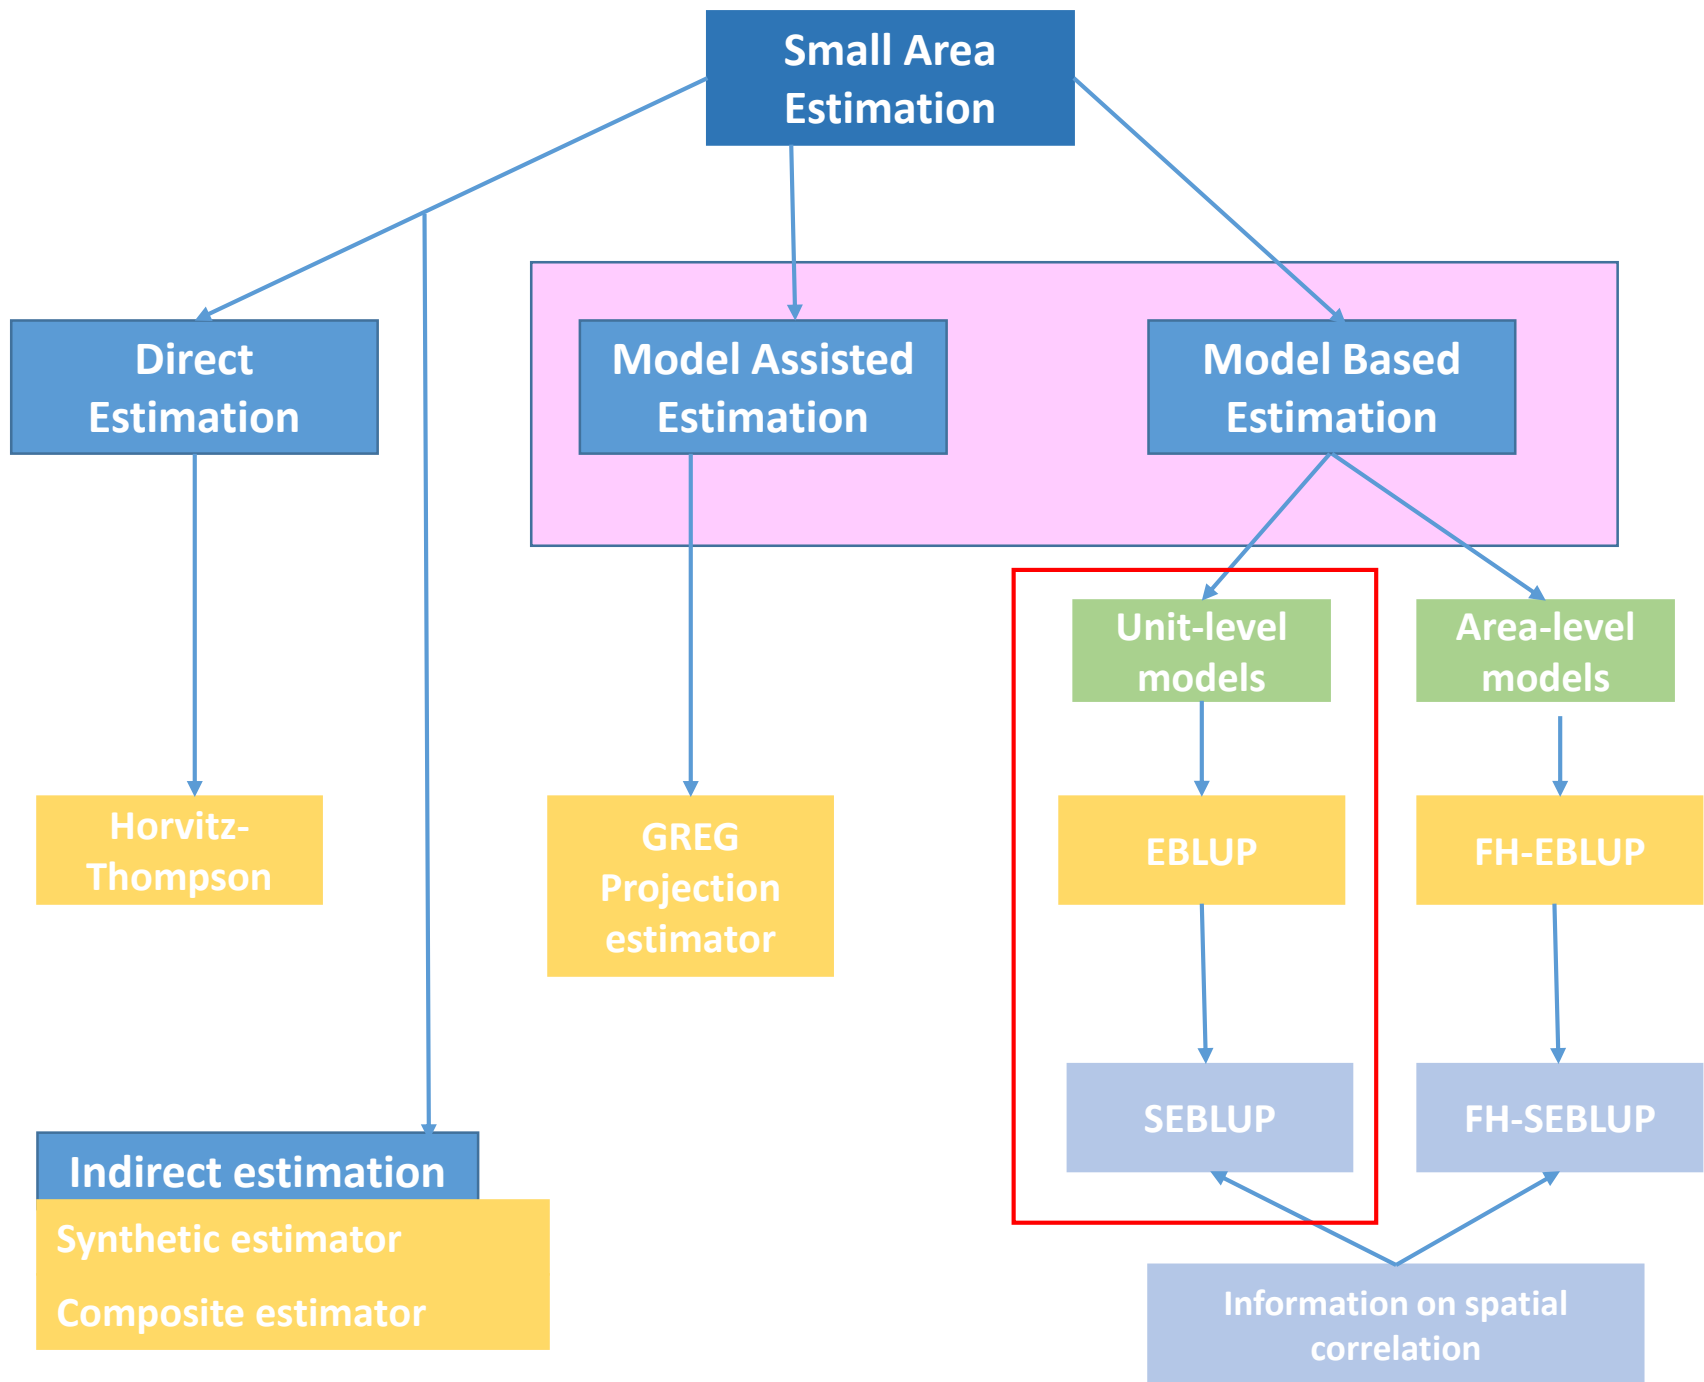 Small Area
Estimation
Direct
Estimation
Model Assisted
Estimation
Model Based
Estimation
Unit-level
models
Area-level
models
Horvitz-
Thompson
GREG
Projection
estimator
EBLUP
FH-EBLUP
SEBLUP
FH-SEBLUP
Indirect estimation
Synthetic estimator
Composite estimator
Information on spatial
correlation